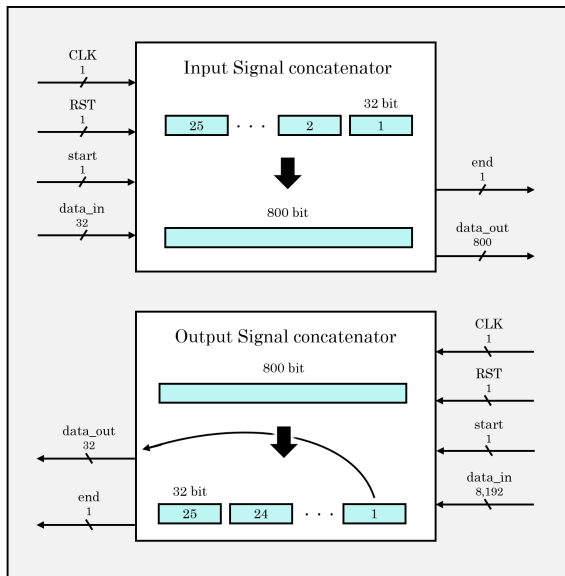 CLK
1
RST
1
start
1
data_in
32
Input Signal concatenator
32 bit
25 · · · 2 1
800 bit
end
1
data_out
800
Output Signal concatenator
800 bit
32 bit
25 24 · · · 1
data_out
32
end
1
CLK
1
RST
1
start
1
data_in
8,192